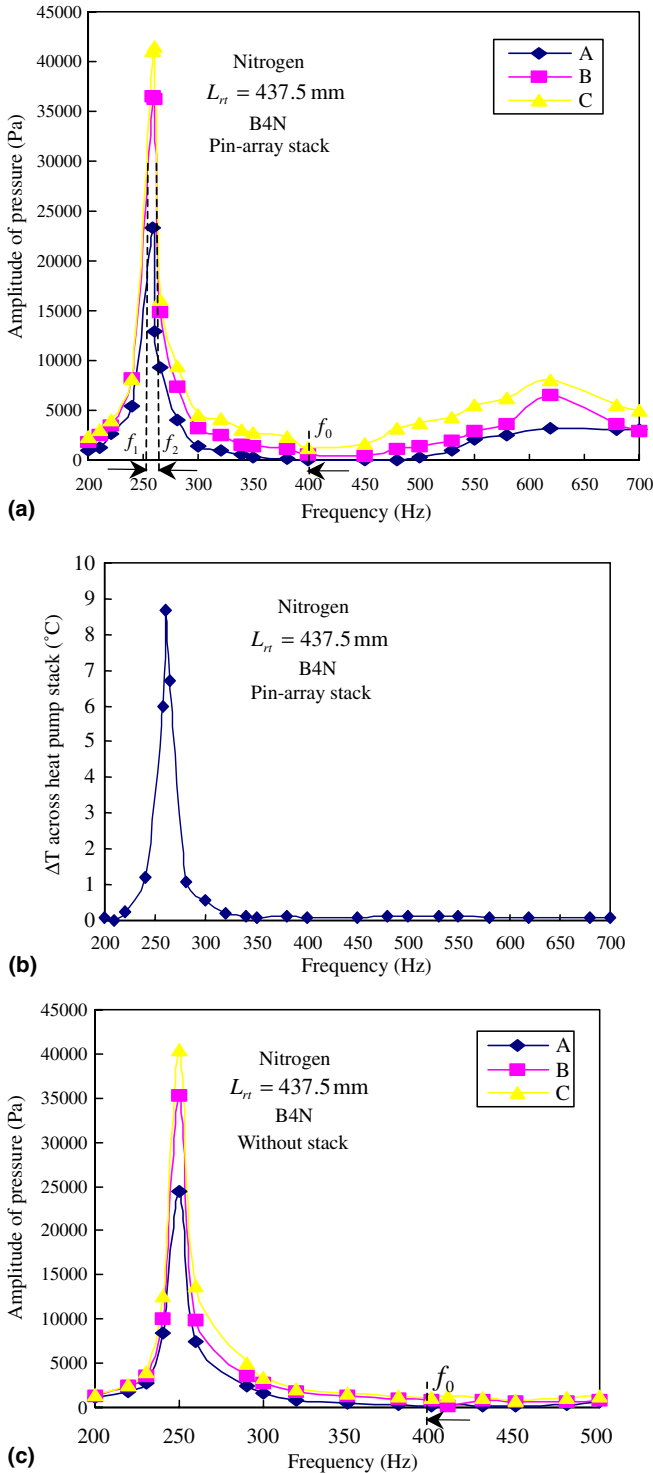 45000
40000
35000
30000
25000
20000
15000
10000
5000
0
Amplitude of pressure (Pa)
Nitrogen
L_rt = 437.5 mm
B4N
Pin-array stack
A
B
C
f_1
f_2
f_0
200 250 300 350 400 450 500 550 600 650 700
Frequency (Hz)
(a)
10
9
8
7
6
5
4
3
2
1
0
ΔT across heat pump stack (˚C)
Nitrogen
L_rt = 437.5 mm
B4N
Pin-array stack
200 250 300 350 400 450 500 550 600 650 700
Frequency (Hz)
(b)
45000
40000
35000
30000
25000
20000
15000
10000
5000
0
Amplitude of pressure (Pa)
Nitrogen
L_rt = 437.5 mm
B4N
Without stack
A
B
C
f_0
200 250 300 350 400 450 500
Frequency (Hz)
(c)